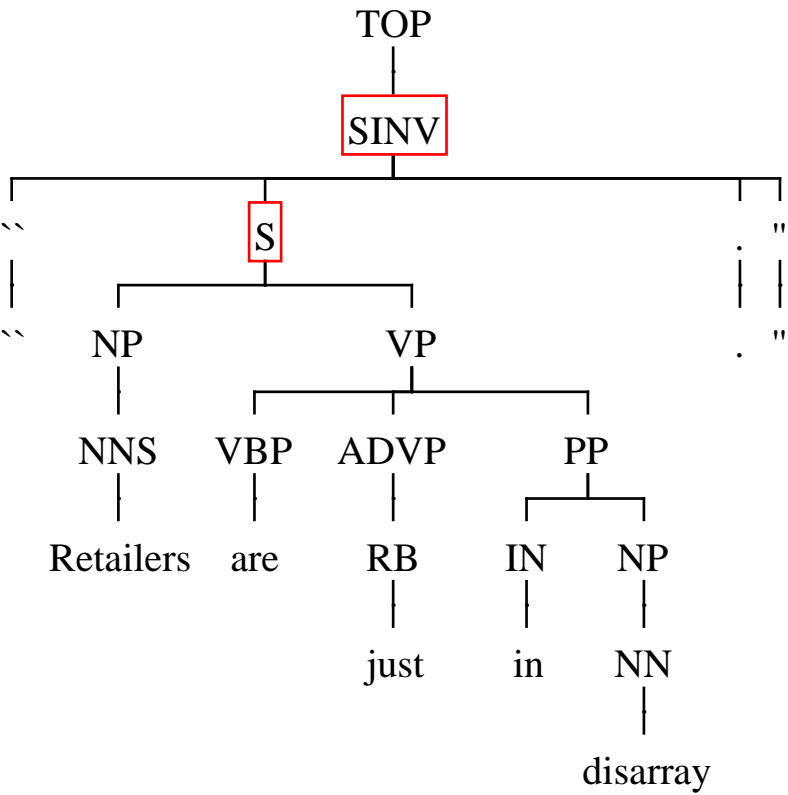 TOP
SINV
`` S . "
`` NP VP . "
NNS VBP ADVP PP
Retailers are RB IN NP
just in NN
disarray